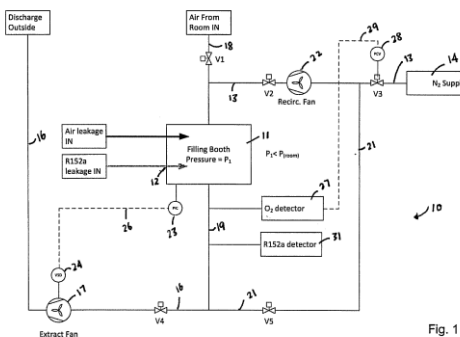 Discharge
Outside
Air From
Room IN
18
V1
29
28
PCV
22
14
13
V2
Recirc. Fan
V3
13
N₂ Supp
Air leakage
IN
11
Filling Booth
Pressure = P₁
P₁< P(room)
R152a
leakage IN
12
16
21
27
O₂ detector
26
PIC
23
19
R152a detector
31
10
24
VSD
17
16
21
V4
V5
Extract Fan
Fig. 1